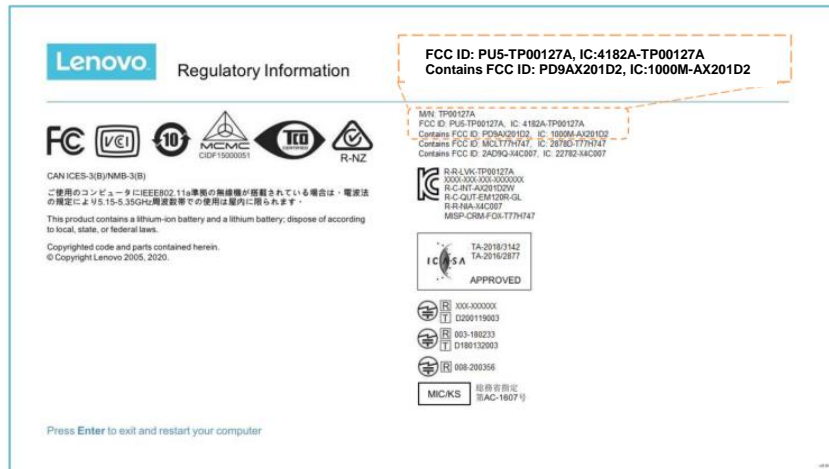 Lenovo
Regulatory Information
FCC ID: PU5-TP00127A, IC:4182A-TP00127A
Contains FCC ID: PD9AX201D2, IC:1000M-AX201D2
FC
VCI
10
MCMC
CIDF15000051
TCO
CERTIFIED
R-NZ
CAN ICES-3(B)/NMB-3(B)
ご使用のコンピュータにIEEE802.11a準拠の無線機が搭載されている場合は・電波法
の規定により5.15-5.35GHz周波数帯での使用は屋内に限られます・
This product contains a lithium-ion battery and a lithium battery; dispose of according
to local, state, or federal laws.
Copyrighted code and parts contained herein.
© Copyright Lenovo 2005, 2020.
M/N: TP00127A
FCC ID: PU5-TP00127A, IC: 4182A-TP00127A
Contains FCC ID: PD9AX201D2, IC: 1000M-AX201D2
Contains FCC ID: MCLT77H747, IC: 2878D-T77H747
Contains FCC ID: 2AD9Q-X4C007, IC: 22782-X4C007
R-R-LVK-TP00127A
XXXX-XXX-XXX-XXXXXXX
R-C-INT-AX201D2W
R-C-QUT-EM120R-GL
R-R-NIA-X4C007
MISP-CRM-FOX-T77H747
ICASA
TA-2018/3142
TA-2016/2877
APPROVED
R XXX-XXXXXX
T D200119003
R 003-180233
T D180132003
R 008-200356
MIC/KS
総務省指定
第AC-1607号
Press Enter to exit and restart your computer